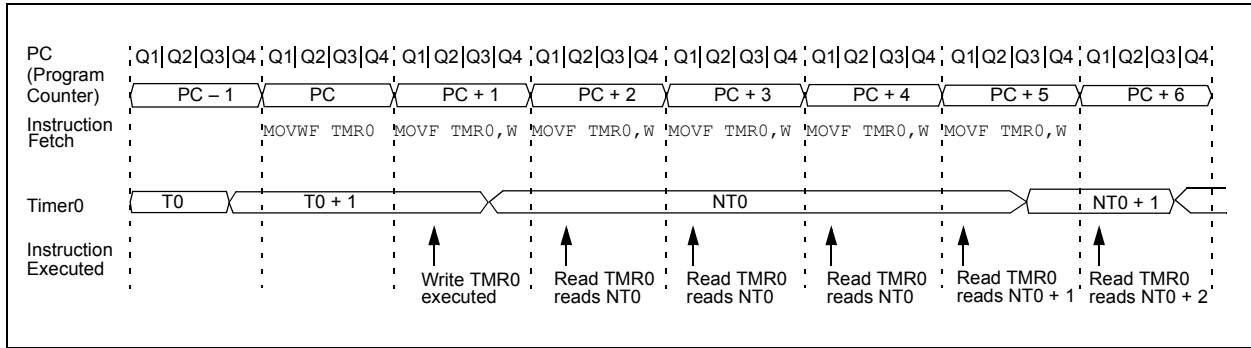 PC (Program Counter)
Q1 Q2 Q3 Q4 Q1 Q2 Q3 Q4 Q1 Q2 Q3 Q4 Q1 Q2 Q3 Q4 Q1 Q2 Q3 Q4 Q1 Q2 Q3 Q4 Q1 Q2 Q3 Q4 Q1 Q2 Q3 Q4
PC – 1 PC PC + 1 PC + 2 PC + 3 PC + 4 PC + 5 PC + 6
Instruction Fetch
MOVWF TMR0 MOVF TMR0,W MOVF TMR0,W MOVF TMR0,W MOVF TMR0,W MOVF TMR0,W
Timer0 T0 T0 + 1 NT0 NT0 + 1
Instruction Executed
Write TMR0 executed
Read TMR0 reads NT0
Read TMR0 reads NT0
Read TMR0 reads NT0
Read TMR0 reads NT0 + 1
Read TMR0 reads NT0 + 2